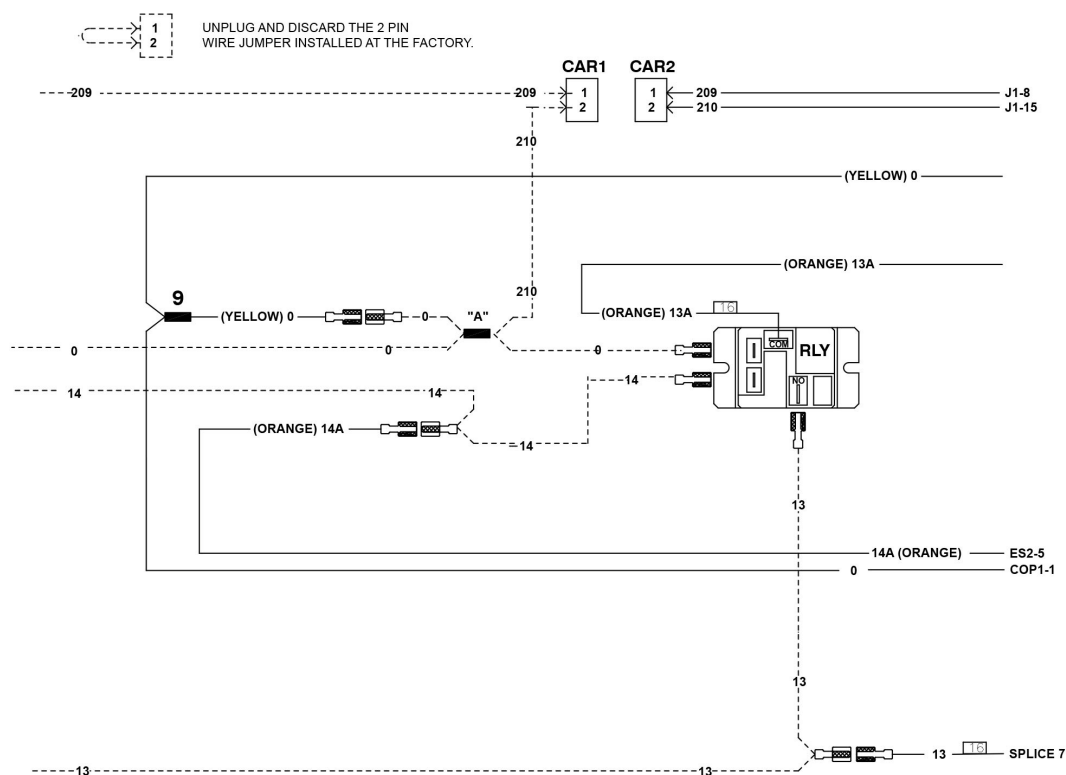 1
2
UNPLUG AND DISCARD THE 2 PIN
WIRE JUMPER INSTALLED AT THE FACTORY.
CAR1 CAR2
209 209 1 1 209 J1-8
2 2 210 J1-15
210
(YELLOW) 0
(ORANGE) 13A
210
9
(YELLOW) 0 0 "A"
(ORANGE) 13A 16
0 0 0
COM RLY
14 14 14
NO
(ORANGE) 14A
14
13
14A (ORANGE) ES2-5
0 COP1-1
13
13 16 SPLICE 7
13 13